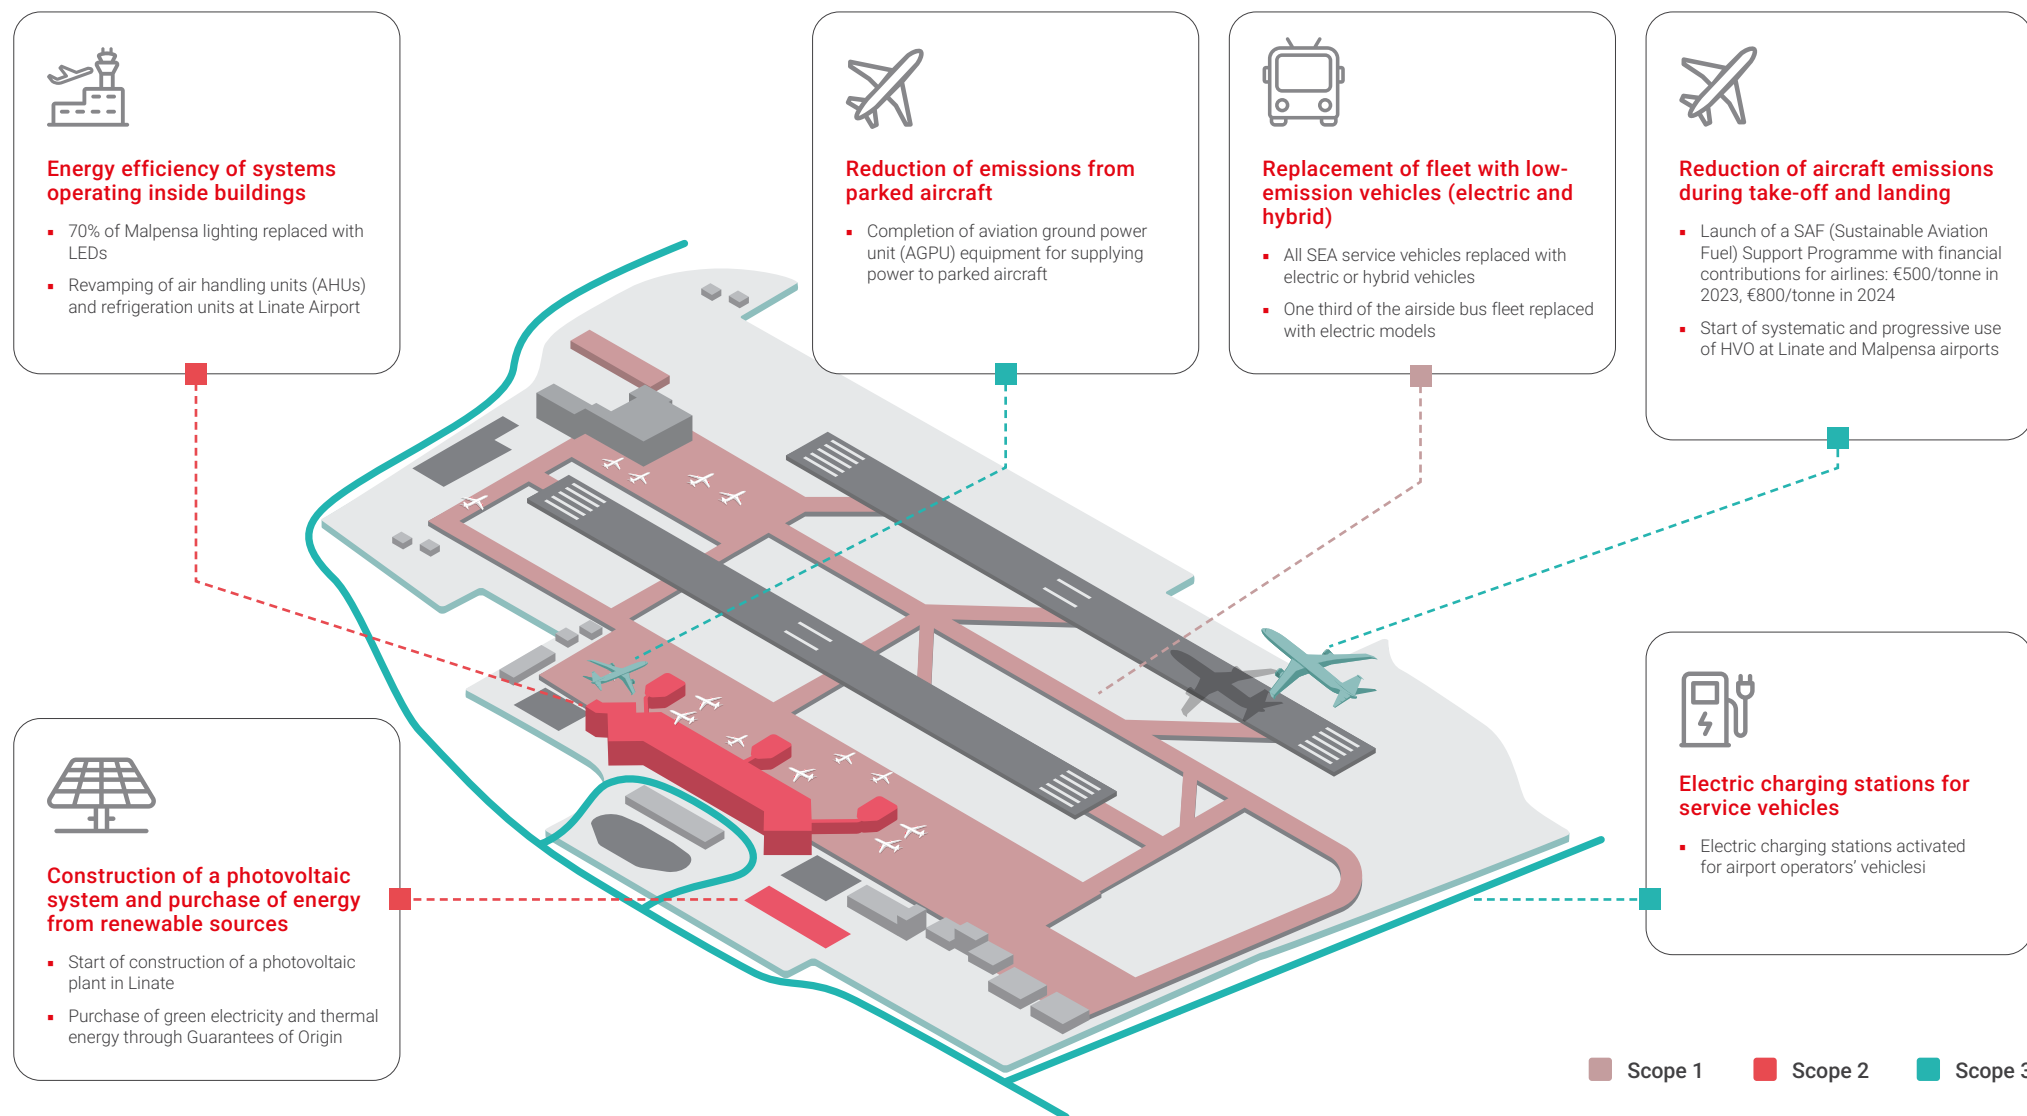 Energy efficiency of systems
operating inside buildings
70% of Malpensa lighting replaced with
LEDs
Revamping of air handling units (AHUs)
and refrigeration units at Linate Airport
Reduction of emissions from
parked aircraft
Completion of aviation ground power
unit (AGPU) equipment for supplying
power to parked aircraft
Replacement of fleet with low-
emission vehicles (electric and
hybrid)
All SEA service vehicles replaced with
electric or hybrid vehicles
One third of the airside bus fleet replaced
with electric models
Reduction of aircraft emissions
during take-off and landing
Launch of a SAF (Sustainable Aviation
Fuel) Support Programme with financial
contributions for airlines: €500/tonne in
2023, €800/tonne in 2024
Start of systematic and progressive use
of HVO at Linate and Malpensa airports
Construction of a photovoltaic
system and purchase of energy
from renewable sources
Start of construction of a photovoltaic
plant in Linate
Purchase of green electricity and thermal
energy through Guarantees of Origin
Electric charging stations for
service vehicles
Electric charging stations activated
for airport operators' vehiclesi
Scope 1
Scope 2
Scope 3